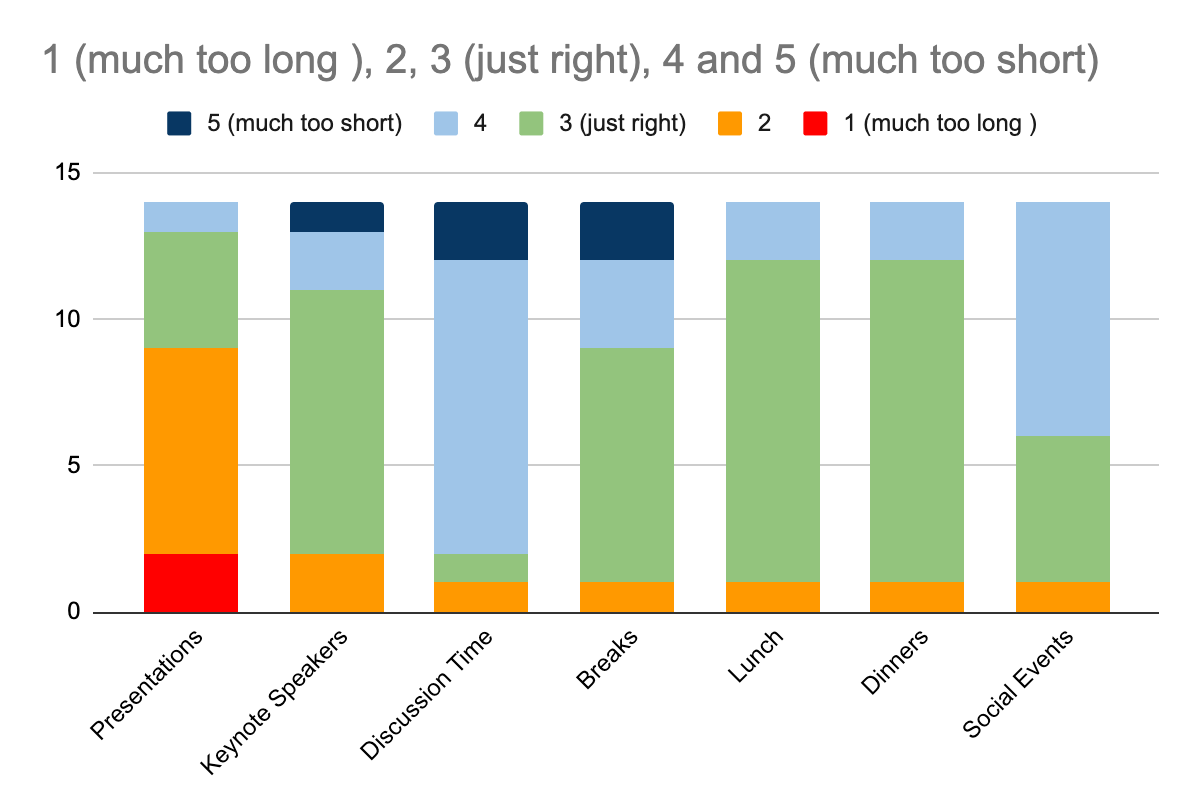 1 (much too long ), 2, 3 (just right), 4 and 5 (much too short)
5 (much too short) 4 3 (just right) 2 1 (much too long )
15
10
5
0
Presentations
Keynote Speakers
Discussion Time
Breaks
Lunch
Dinners
Social Events